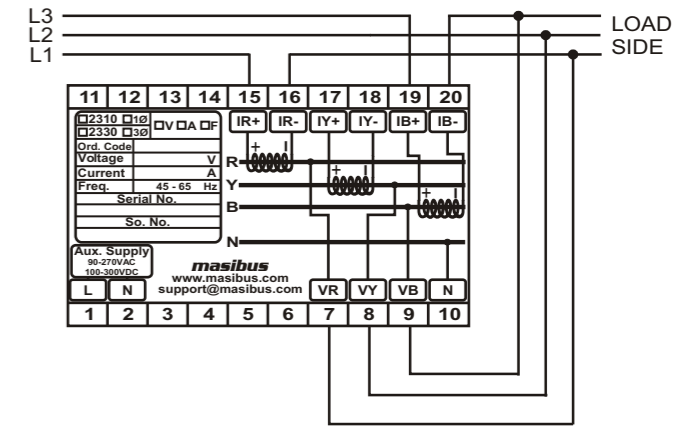 L3
L2
L1
LOAD
SIDE
11 12 13 14 15 16 17 18 19 20
2310 1Ø
2330 3Ø
V A F
IR+ IR- IY+ IY- IB+ IB-
Ord. Code
Voltage V
Current A
Freq. 45 - 65 Hz
Serial No.
So. No.
+ −
+ −
+ −
R
Y
B
N
Aux. Supply
90-270VAC
100-300VDC
masibus
www.masibus.com
support@masibus.com
L N VR VY VB N
1 2 3 4 5 6 7 8 9 10